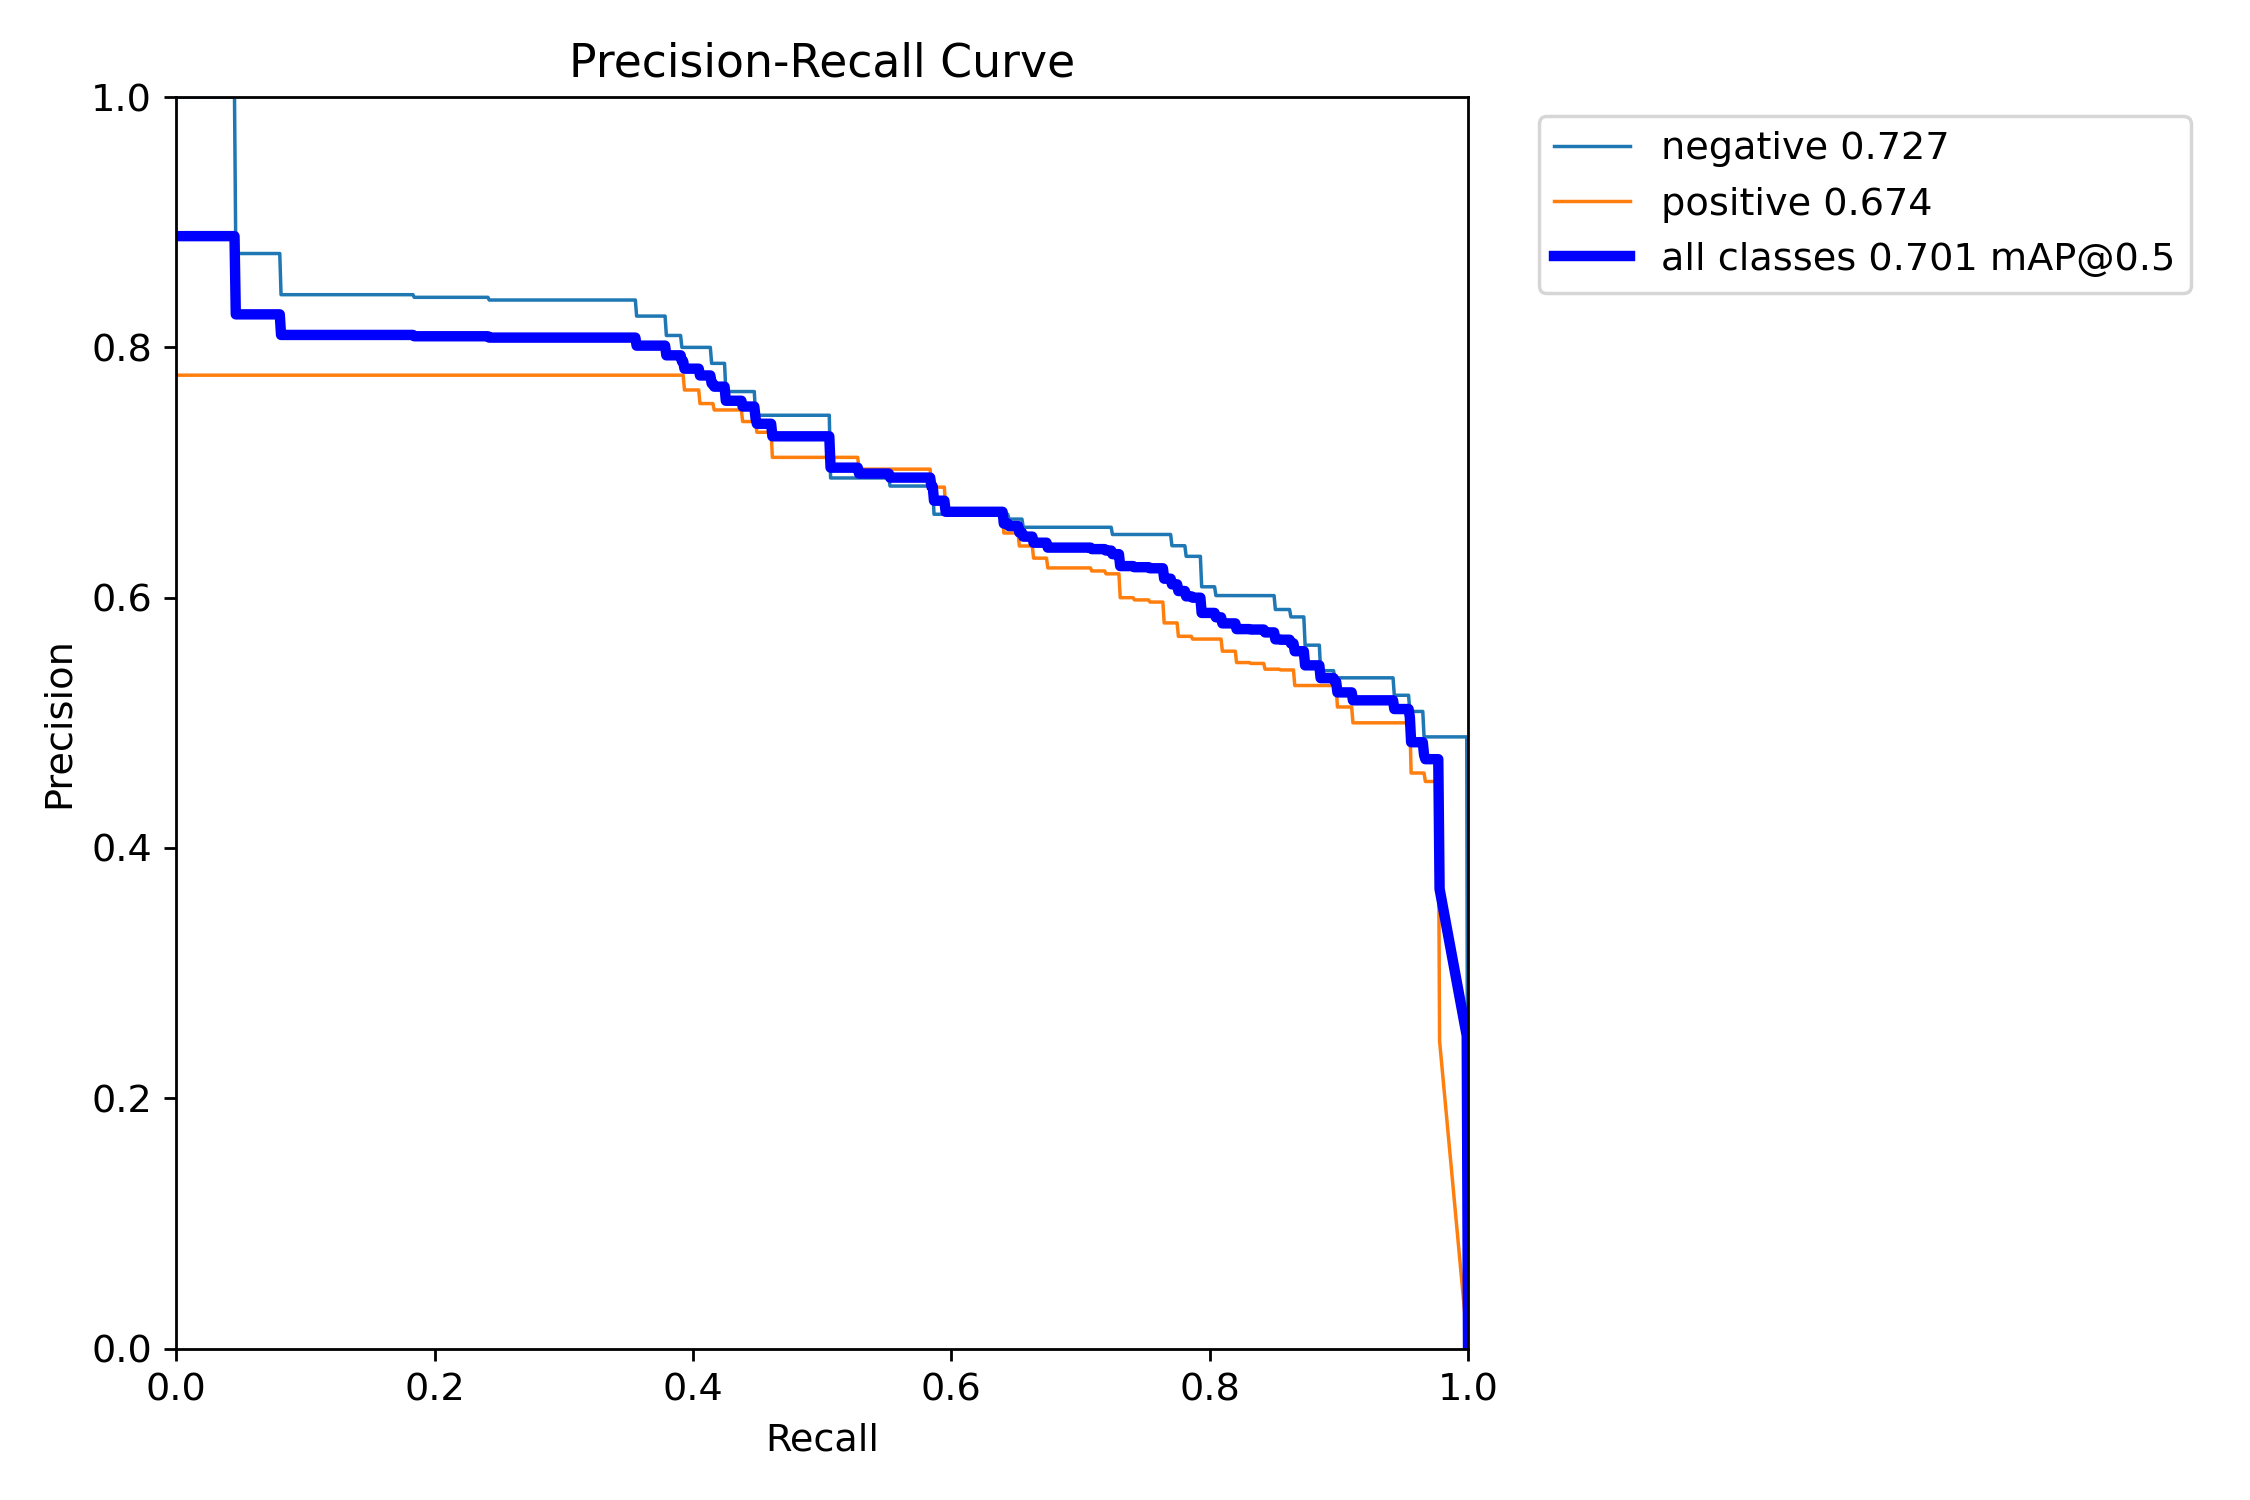 Precision-Recall Curve
1.0
0.8
0.6
0.4
0.2
0.0
Precision
0.0 0.2 0.4 0.6 0.8 1.0
Recall
negative 0.727
positive 0.674
all classes 0.701 mAP@0.5